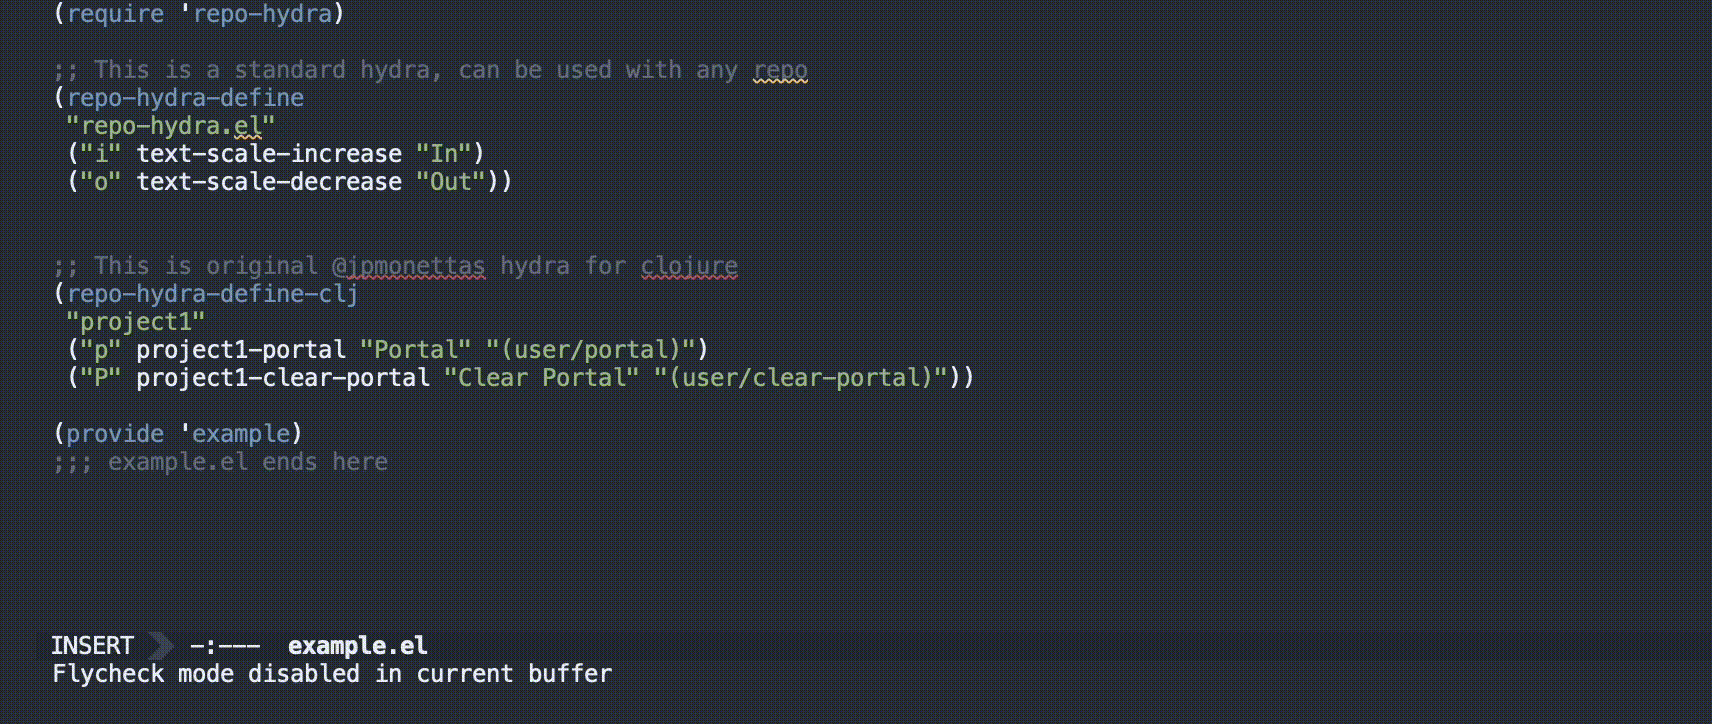 (require 'repo-hydra)
;; This is a standard hydra, can be used with any repo
(repo-hydra-define
"repo-hydra.el"
("i" text-scale-increase "In")
("o" text-scale-decrease "Out"))
;; This is original @jpmonettas hydra for clojure
(repo-hydra-define-clj
"project1"
("p" project1-portal "Portal" "(user/portal)")
("P" project1-clear-portal "Clear Portal" "(user/clear-portal)"))
(provide 'example)
;;; example.el ends here
INSERT -:--- example.el
Flycheck mode disabled in current buffer